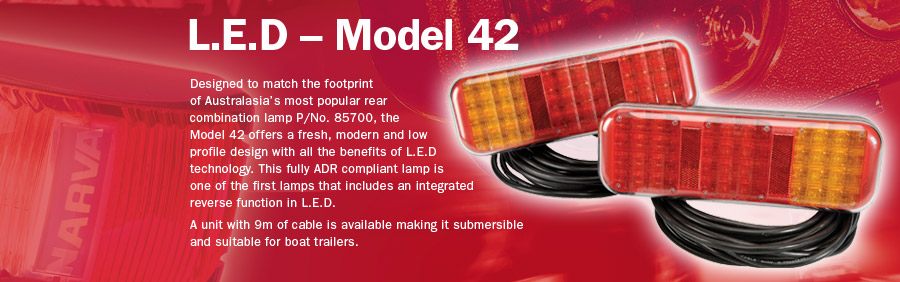 L.E.D – Model 42
Designed to match the footprint
of Australasia's most popular rear
combination lamp P/No. 85700, the
Model 42 offers a fresh, modern and low
profile design with all the benefits of L.E.D
technology. This fully ADR compliant lamp is
one of the first lamps that includes an integrated
reverse function in L.E.D.
A unit with 9m of cable is available making it submersible
and suitable for boat trailers.
NARVA